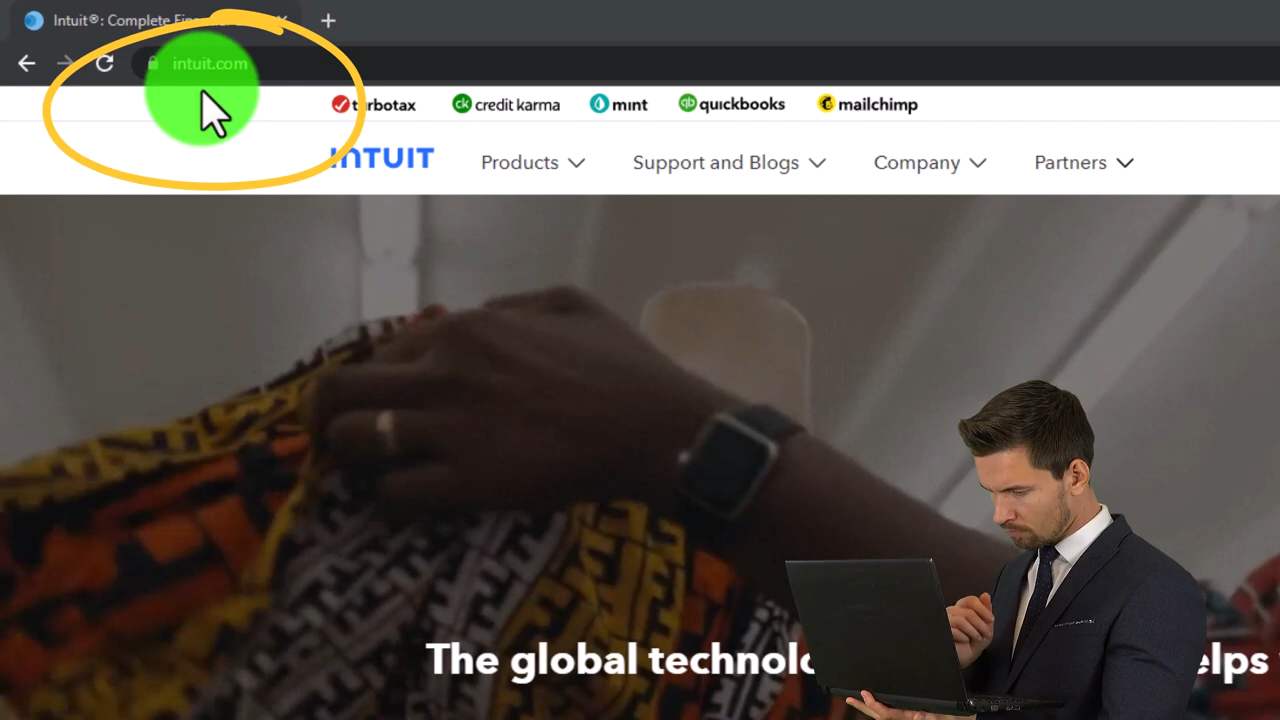 Intuit®: Complete Fin
intuit.com
turbotax credit karma mint quickbooks mailchimp
INTUIT Products Support and Blogs Company Partners
The global technolo elps